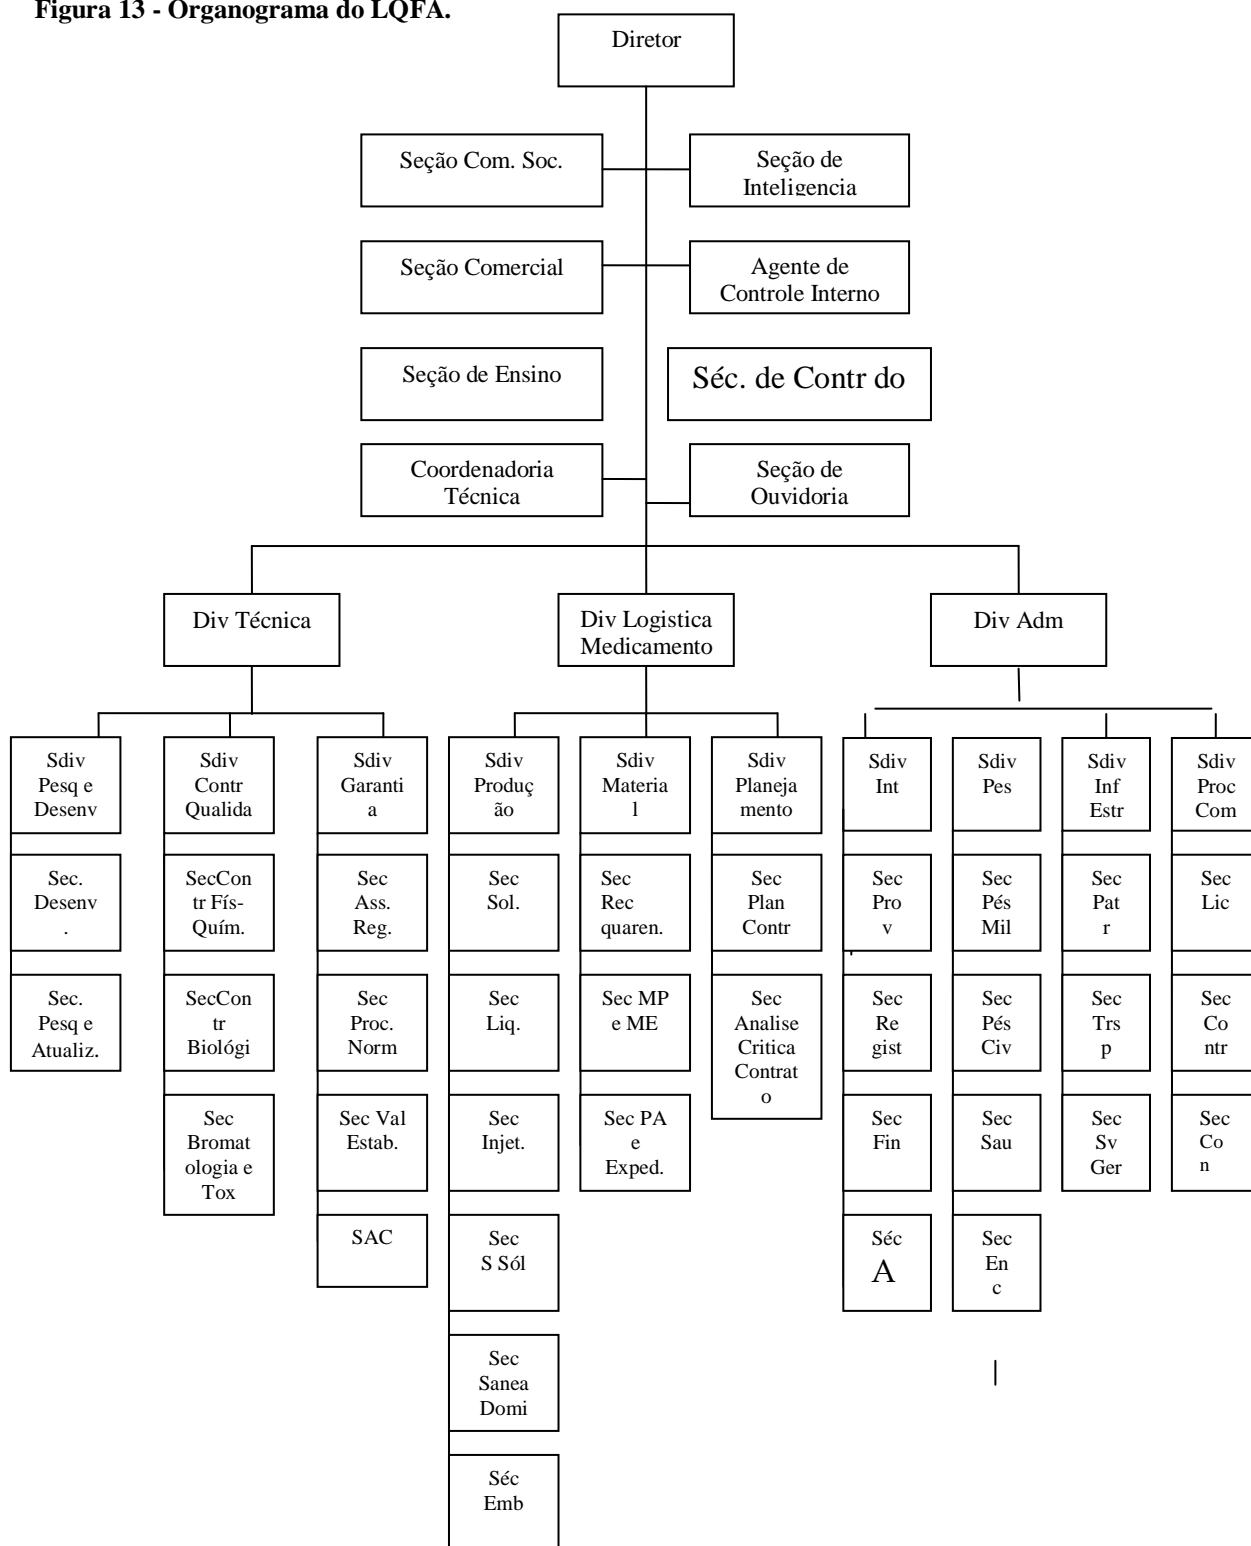 Figura 13 - Organograma do LQFA.
Diretor
Seção Com. Soc.
Seção de
Inteligencia
Seção Comercial
Agente de
Controle Interno
Seção de Ensino
Séc. de Contr do
Coordenadoria
Técnica
Seção de
Ouvidoria
Div Técnica
Div Logistica
Medicamento
Div Adm
Sdiv
Pesq e
Desenv
Sdiv
Contr
Qualida
Sdiv
Garanti
a
Sdiv
Produç
ão
Sdiv
Materia
l
Sdiv
Planeja
mento
Sdiv
Int
Sdiv
Pes
Sdiv
Inf
Estr
Sdiv
Proc
Com
Sec.
Desenv
.
SecCon
tr Fís-
Quím.
Sec
Ass.
Reg.
Sec
Sol.
Sec
Rec
quaren.
Sec
Plan
Contr
Sec
Pro
v
Sec
Pés
Mil
Sec
Pat
r
Sec
Lic
Sec.
Pesq e
Atualiz.
SecCon
tr
Biológi
Sec
Proc.
Norm
Sec
Liq.
Sec MP
e ME
Sec
Analise
Critica
Contrat
o
Sec
Re
gist
Sec
Pés
Civ
Sec
Trs
p
Sec
Co
ntr
Sec
Bromat
ologia e
Tox
Sec Val
Estab.
Sec
Injet.
Sec PA
e
Exped.
Sec
Fin
Sec
Sau
Sec
Sv
Ger
Sec
Co
n
SAC
Sec
S Sól
Séc
A
Sec
En
c
Sec
Sanea
Domi
Séc
Emb